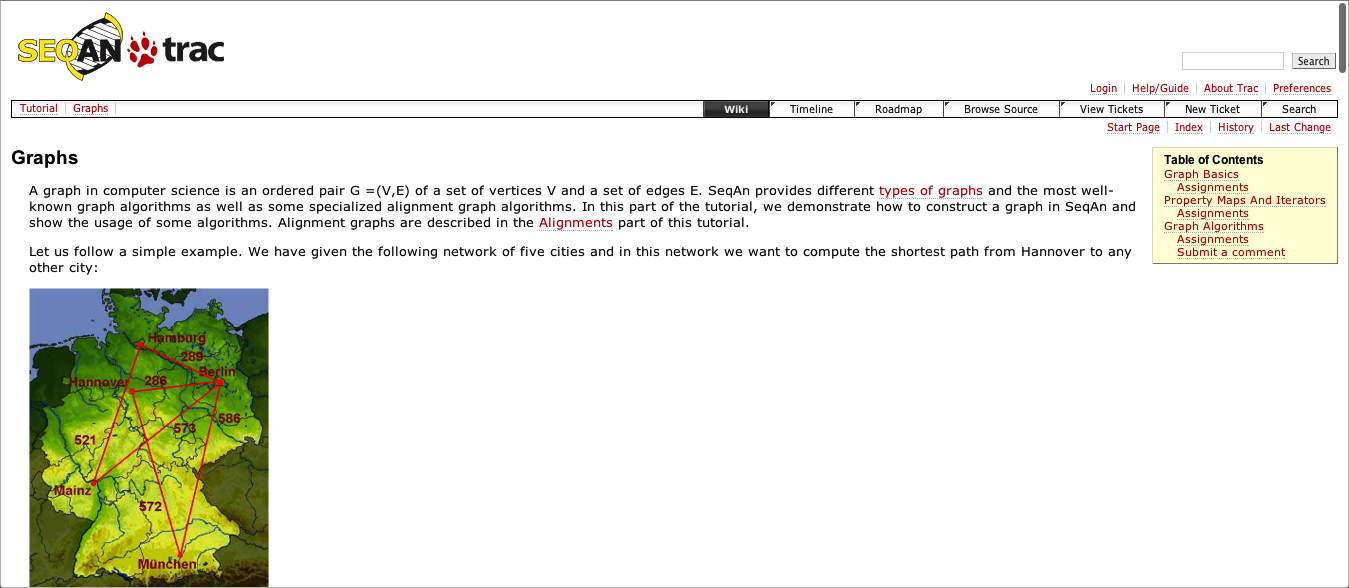 SEQAN trac
Search
Login Help/Guide About Trac Preferences
Tutorial Graphs Wiki Timeline Roadmap Browse Source View Tickets New Ticket Search
Start Page Index History Last Change
Graphs
A graph in computer science is an ordered pair G =(V,E) of a set of vertices V and a set of edges E. SeqAn provides different types of graphs and the most well-
known graph algorithms as well as some specialized alignment graph algorithms. In this part of the tutorial, we demonstrate how to construct a graph in SeqAn and
show the usage of some algorithms. Alignment graphs are described in the Alignments part of this tutorial.
Let us follow a simple example. We have given the following network of five cities and in this network we want to compute the shortest path from Hannover to any
other city:
Table of Contents
Graph Basics
Assignments
Property Maps And Iterators
Assignments
Graph Algorithms
Assignments
Submit a comment
Hamburg
289
Berlin
Hannover 286
586
573
521
Mainz
572
München